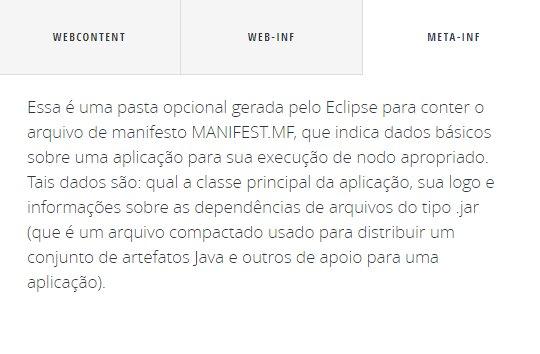 WEBCONTENT WEB-INF META-INF
Essa é uma pasta opcional gerada pelo Eclipse para conter o
arquivo de manifesto MANIFEST.MF, que indica dados básicos
sobre uma aplicação para sua execução de nodo apropriado.
Tais dados são: qual a classe principal da aplicação, sua logo e
informações sobre as dependências de arquivos do tipo .jar
(que é um arquivo compactado usado para distribuir um
conjunto de artefatos Java e outros de apoio para uma
aplicação).